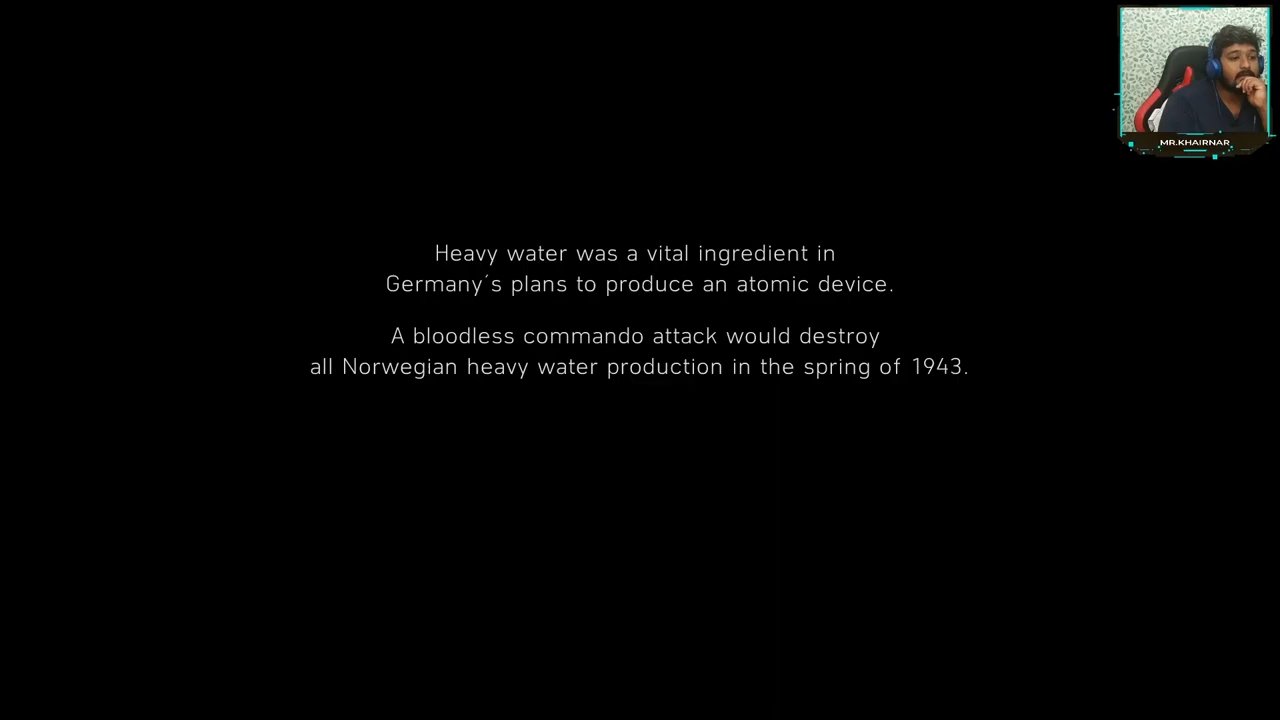 MR.KHAIRNAR
Heavy water was a vital ingredient in
Germany´s plans to produce an atomic device.
A bloodless commando attack would destroy
all Norwegian heavy water production in the spring of 1943.